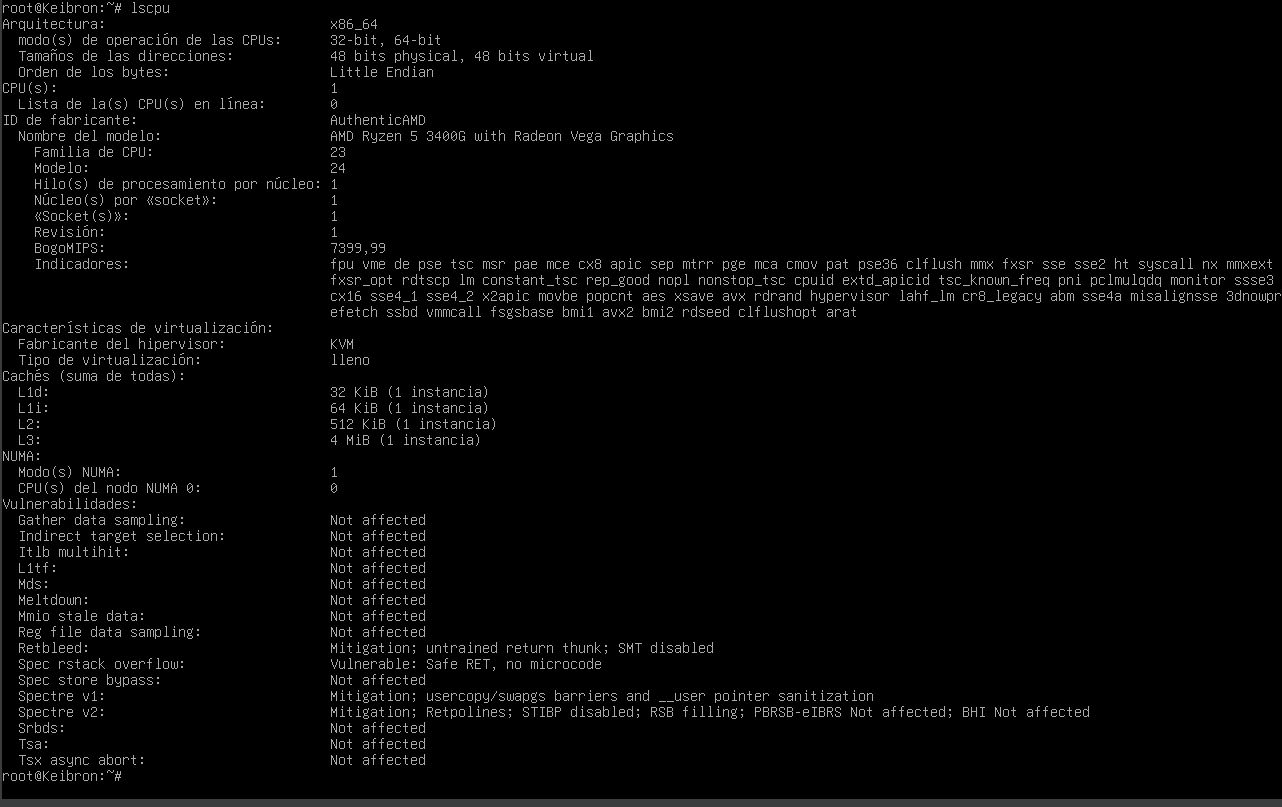 root@Keibron:~# lscpu
Arquitectura: x86_64
modo(s) de operación de las CPUs: 32-bit, 64-bit
Tamaños de las direcciones: 48 bits physical, 48 bits virtual
Orden de los bytes: Little Endian
CPU(s): 1
Lista de la(s) CPU(s) en línea: 0
ID de fabricante: AuthenticAMD
Nombre del modelo: AMD Ryzen 5 3400G with Radeon Vega Graphics
Familia de CPU: 23
Modelo: 24
Hilo(s) de procesamiento por núcleo: 1
Núcleo(s) por «socket»: 1
«Socket(s)»: 1
Revisión: 1
BogoMIPS: 7399,99
Indicadores: fpu vme de pse tsc msr pae mce cx8 apic sep mtrr pge mca cmov pat pse36 clflush mmx fxsr sse sse2 ht syscall nx mmxext
fxsr_opt rdtscp lm constant_tsc rep_good nopl nonstop_tsc cpuid extd_apicid tsc_known_freq pni pclmulqdq monitor ssse3
cx16 sse4_1 sse4_2 x2apic movbe popcnt aes xsave avx rdrand hypervisor lahf_lm cr8_legacy abm sse4a misalignsse 3dnowpr
efetch ssbd vmmcall fsgsbase bmi1 avx2 bmi2 rdseed clflushopt arat
Características de virtualización:
Fabricante del hipervisor: KVM
Tipo de virtualización: lleno
Cachés (suma de todas):
L1d: 32 KiB (1 instancia)
L1i: 64 KiB (1 instancia)
L2: 512 KiB (1 instancia)
L3: 4 MiB (1 instancia)
NUMA:
Modo(s) NUMA: 1
CPU(s) del nodo NUMA 0: 0
Vulnerabilidades:
Gather data sampling: Not affected
Indirect target selection: Not affected
Itlb multihit: Not affected
L1tf: Not affected
Mds: Not affected
Meltdown: Not affected
Mmio stale data: Not affected
Reg file data sampling: Not affected
Retbleed: Mitigation; untrained return thunk; SMT disabled
Spec rstack overflow: Vulnerable: Safe RET, no microcode
Spec store bypass: Not affected
Spectre v1: Mitigation; usercopy/swapgs barriers and __user pointer sanitization
Spectre v2: Mitigation; Retpolines; STIBP disabled; RSB filling; PBRSB-eIBRS Not affected; BHI Not affected
Srbds: Not affected
Tsa: Not affected
Tsx async abort: Not affected
root@Keibron:~#